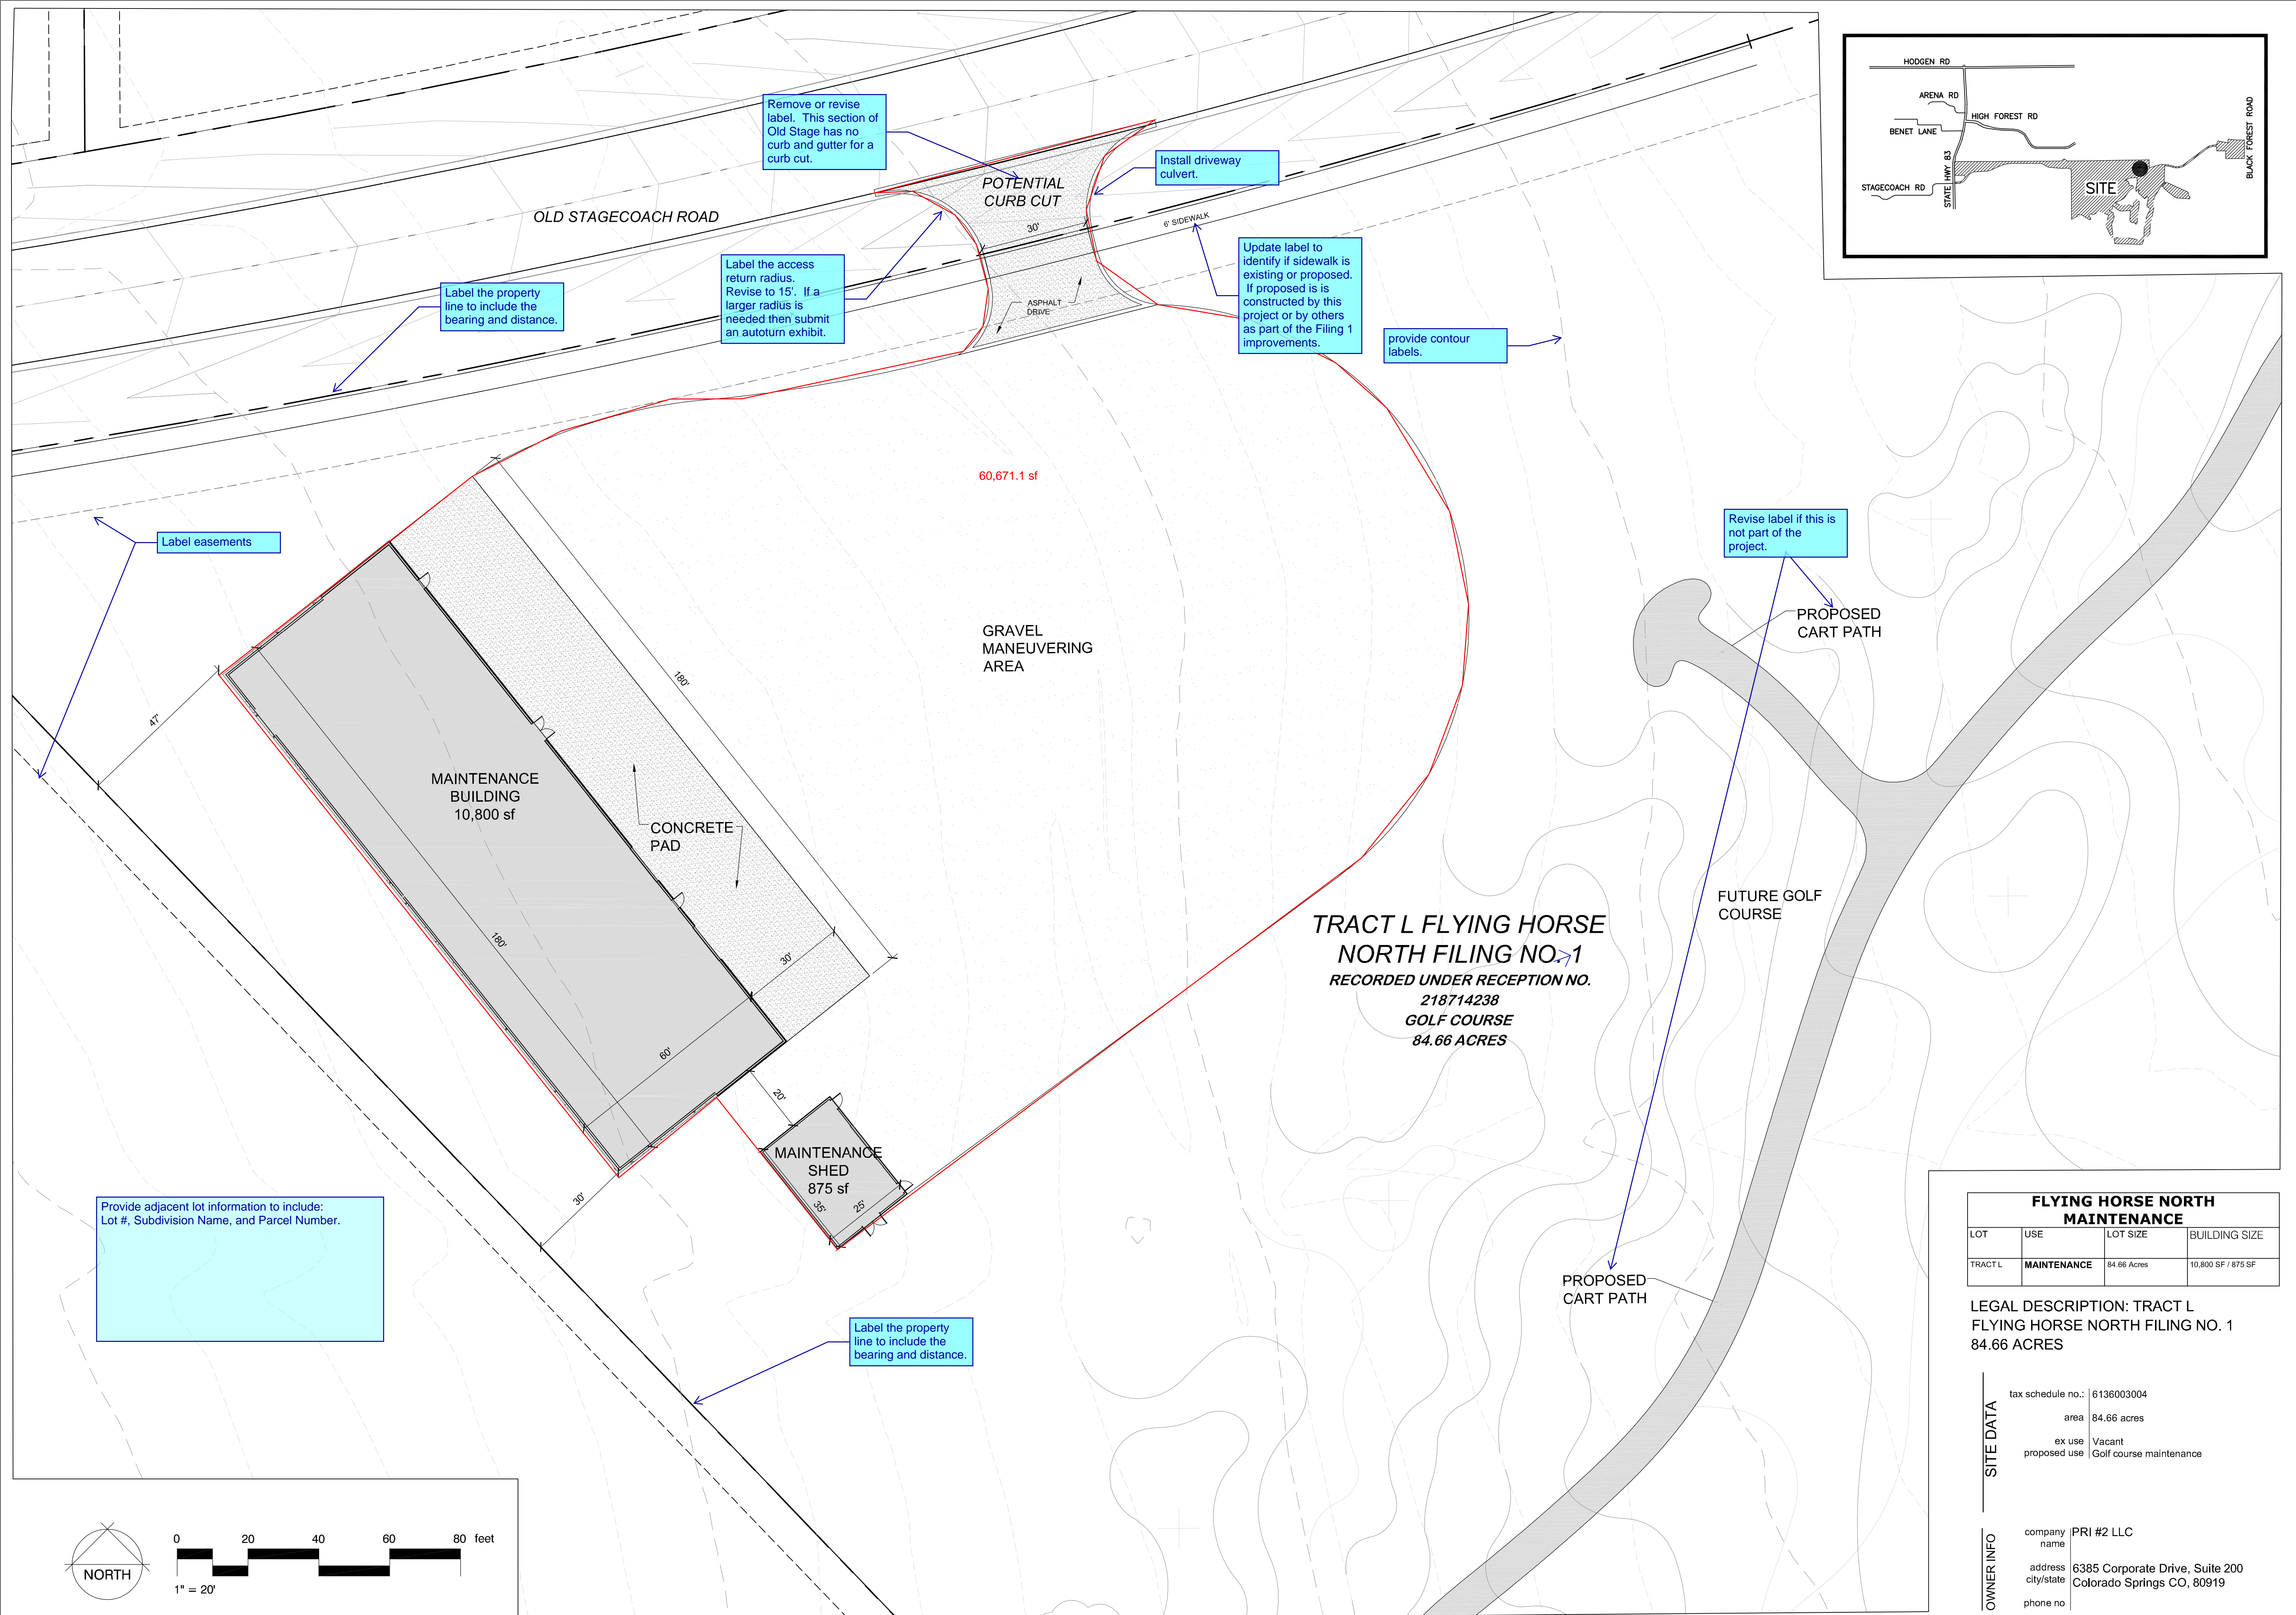 HODGEN RD
ARENA RD
HIGH FOREST RD
BENET LANE
STATE HWY 83
STAGECOACH RD
SITE
BLACK FOREST ROAD
Remove or revise
label. This section of
Old Stage has no
curb and gutter for a
curb cut.
Install driveway
culvert.
POTENTIAL
CURB CUT
OLD STAGECOACH ROAD
30'
6' SIDEWALK
Label the access
return radius.
Revise to 15'. If a
larger radius is
needed then submit
an autoturn exhibit.
Update label to
identify if sidewalk is
existing or proposed.
If proposed is is
constructed by this
project or by others
as part of the Filing 1
improvements.
Label the property
line to include the
bearing and distance.
ASPHALT
DRIVE
provide contour
labels.
60,671.1 sf
Label easements
Revise label if this is
not part of the
project.
PROPOSED
CART PATH
GRAVEL
MANEUVERING
AREA
180'
47'
MAINTENANCE
BUILDING
10,800 sf
CONCRETE
PAD
180'
30'
60'
FUTURE GOLF
COURSE
TRACT L FLYING HORSE
NORTH FILING NO. 1
RECORDED UNDER RECEPTION NO.
218714238
GOLF COURSE
84.66 ACRES
20'
MAINTENANCE
SHED
875 sf
35'
25'
30'
Provide adjacent lot information to include:
Lot #, Subdivision Name, and Parcel Number.
PROPOSED
CART PATH
Label the property
line to include the
bearing and distance.
FLYING HORSE NORTH
MAINTENANCE
LOT USE LOT SIZE BUILDING SIZE
TRACT L MAINTENANCE 84.66 Acres 10,800 SF / 875 SF
LEGAL DESCRIPTION: TRACT L
FLYING HORSE NORTH FILING NO. 1
84.66 ACRES
SITE DATA
tax schedule no.: 6136003004
area 84.66 acres
ex use Vacant
proposed use Golf course maintenance
OWNER INFO
company name PRI #2 LLC
address 6385 Corporate Drive, Suite 200
city/state Colorado Springs CO, 80919
phone no
NORTH
0 20 40 60 80 feet
1" = 20'